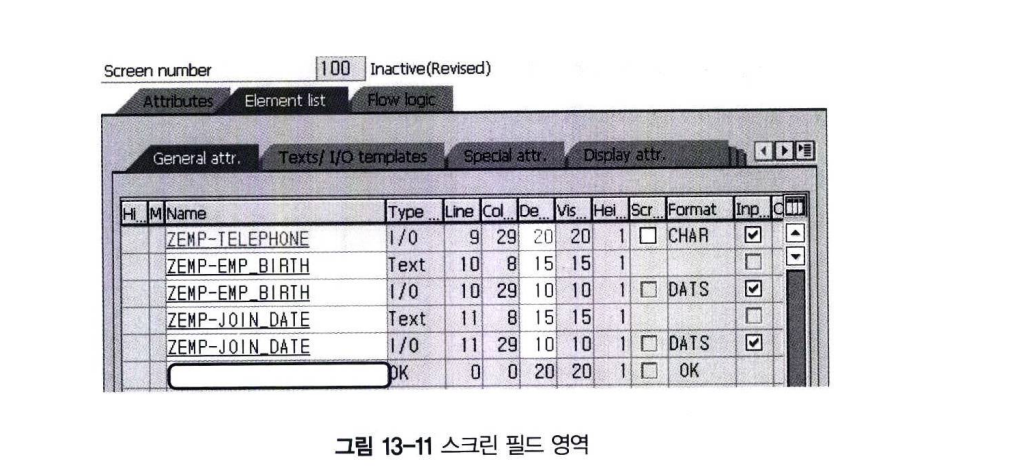 Screen number 100 Inactive(Revised)
Attributes Element list Flow logic
General attr. Texts/ I/O templates Special attr. Display attr.
Hi... M Name Type ... Line Col... De... Vis... Hei... Scr... Format Inp... C
ZEMP-TELEPHONE I/O 9 29 20 20 1 CHAR
ZEMP-EMP_BIRTH Text 10 8 15 15 1
ZEMP-EMP_BIRTH I/O 10 29 10 10 1 DATS
ZEMP-JOIN_DATE Text 11 8 15 15 1
ZEMP-JOIN_DATE I/O 11 29 10 10 1 DATS
OK 0 0 20 20 1 OK
그림 13-11 스크린 필드 영역